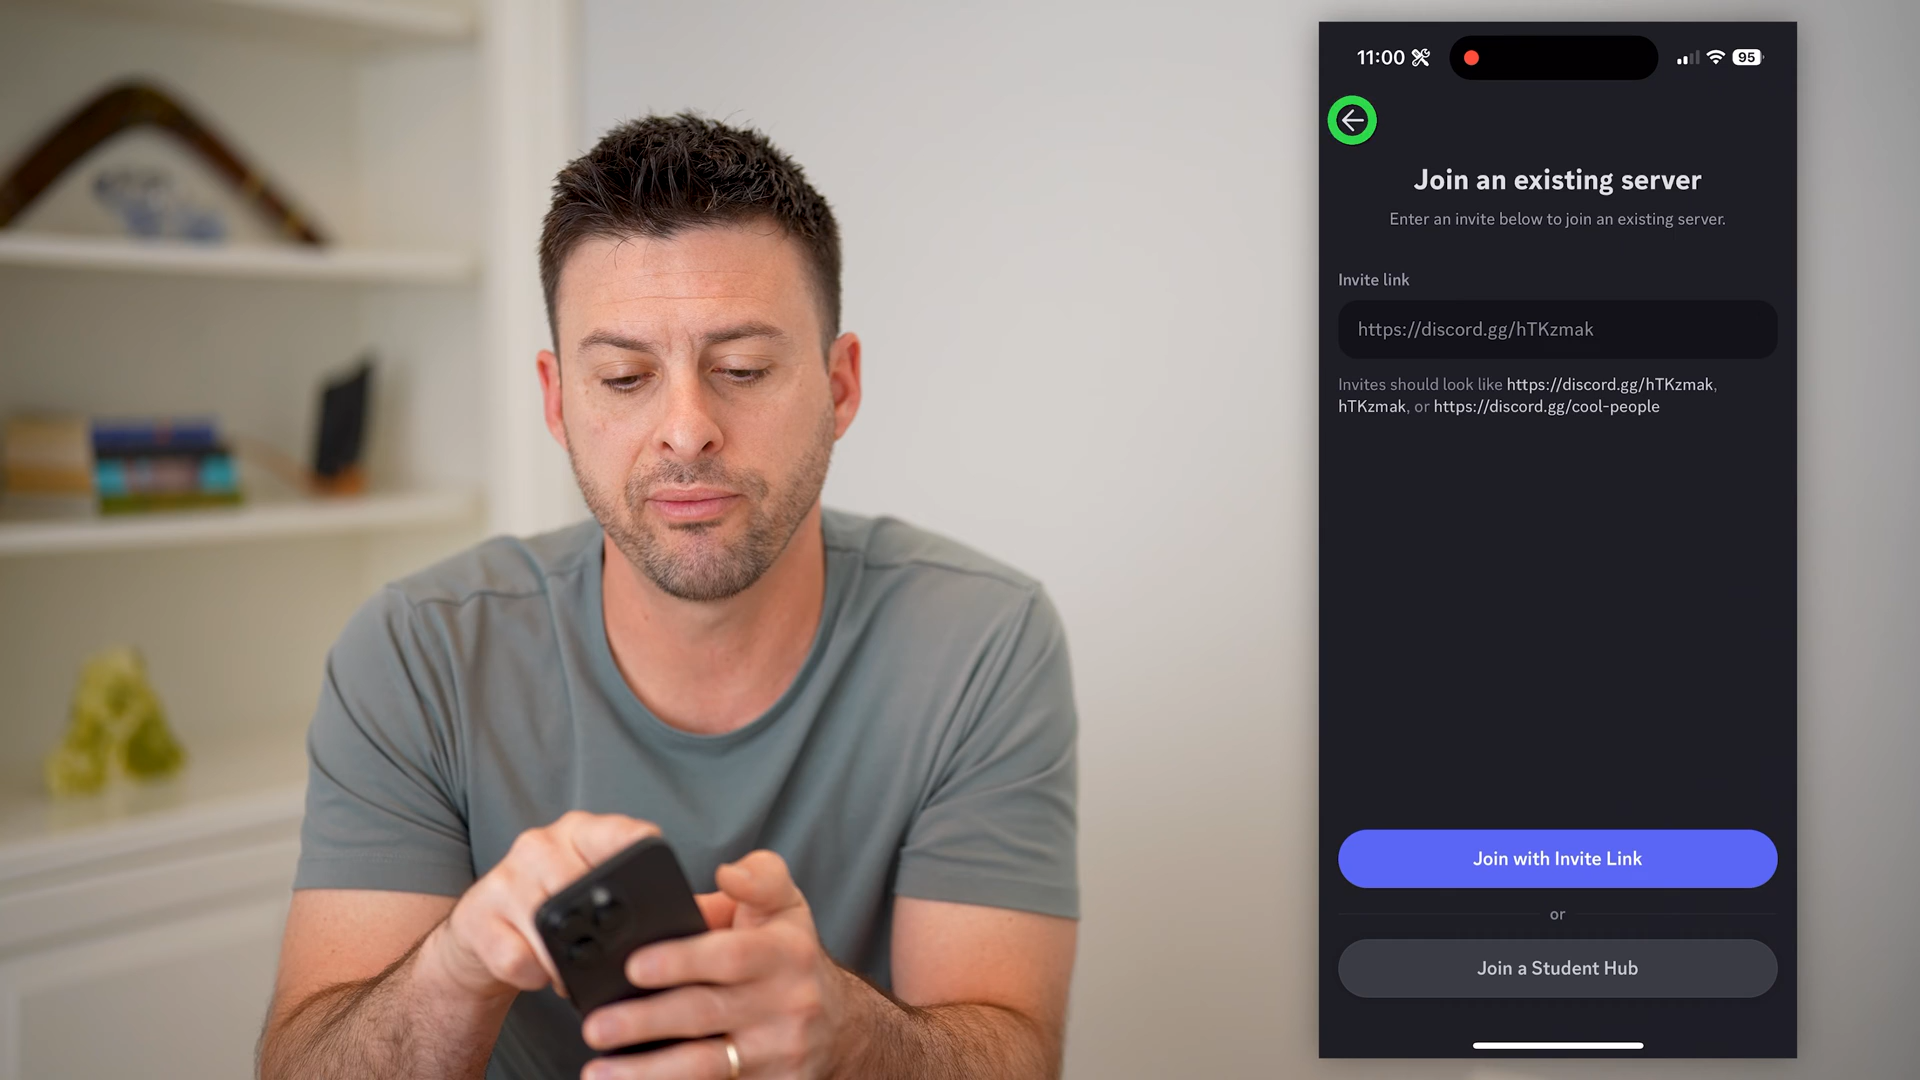 11:00
95
Join an existing server
Enter an invite below to join an existing server.
Invite link
https://discord.gg/hTKzmak
Invites should look like https://discord.gg/hTKzmak,
hTKzmak, or https://discord.gg/cool-people
Join with Invite Link
or
Join a Student Hub